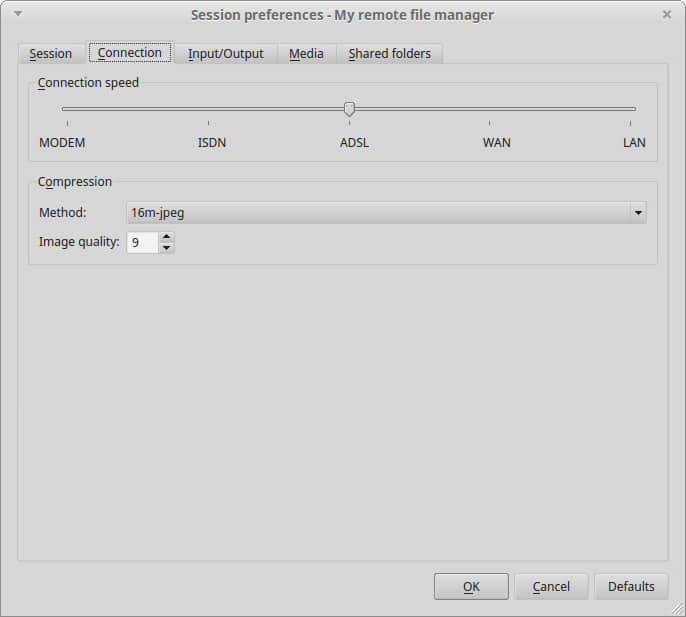 Session preferences - My remote file manager
Session Connection Input/Output Media Shared folders
Connection speed
MODEM ISDN ADSL WAN LAN
Compression
Method: 16m-jpeg
Image quality: 9
OK Cancel Defaults